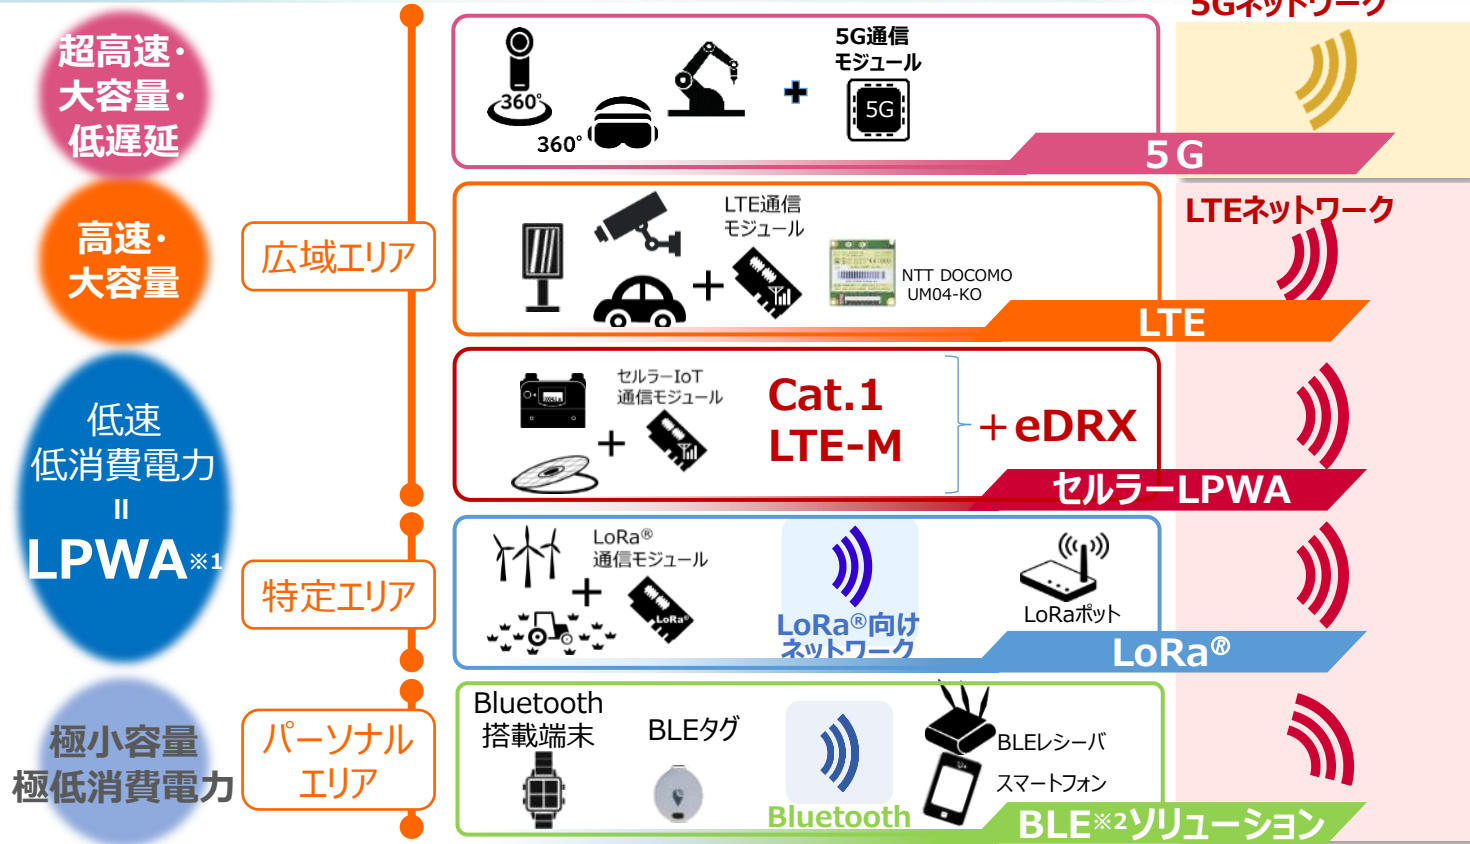 5Gネットワーク
超高速・
大容量・
低遅延
360°
360°
5G通信
モジュール
5G
5G
高速・
大容量
広域エリア
LTE通信
モジュール
NTT DOCOMO
UM04-KO
LTE
LTEネットワーク
低速
低消費電力
=
LPWA※1
セルラーIoT
通信モジュール
Cat.1
LTE-M
+eDRX
セルラーLPWA
特定エリア
LoRa®
通信モジュール
LoRa®
LoRa®向け
ネットワーク
LoRaポット
LoRa®
極小容量
極低消費電力
パーソナル
エリア
Bluetooth
搭載端末
BLEタグ
Bluetooth
BLEレシーバ
スマートフォン
BLE※2ソリューション